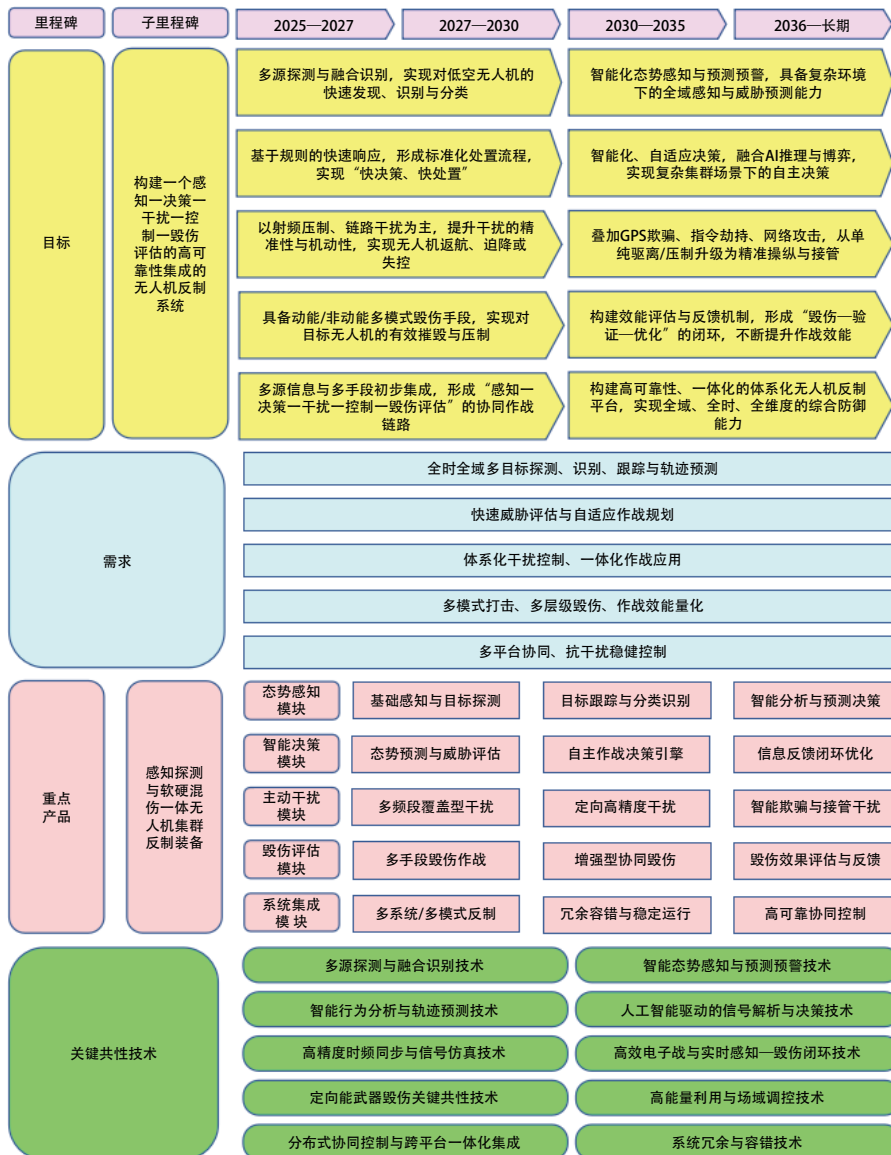 里程碑
子里程碑
2025—2027
2027—2030
2030—2035
2036—长期
目标
构建一个感
知一决策一
干扰一控
制一毁伤
评估的高可
靠性集成的
无人机反制
系统
多源探测与融合识别，实现对低空无人机的
快速发现、识别与分类
智能化态势感知与预测预警，具备复杂环境
下的全域感知与威胁预测能力
基于规则的快速响应，形成标准化处置流程，
实现“快决策、快处置”
智能化、自适应决策，融合AI推理与博弈，
实现复杂集群场景下的自主决策
以射频压制、链路干扰为主，提升干扰的精
准性与机动性，实现无人机返航、迫降或
失控
叠加GPS欺骗、指令劫持、网络攻击，从单
纯驱离/压制升级为精准操纵与接管
具备动能/非动能多模式毁伤手段，实现对
目标无人机的有效摧毁与压制
构建效能评估与反馈机制，形成“毁伤—验
证—优化”的闭环，不断提升作战效能
多源信息与多手段初步集成，形成“感知一
决策一干扰一控制一毁伤评估”的协同作战
链路
构建高可靠性、一体化的体系化无人机反制
平台，实现全域、全时、全维度的综合防御
能力
需求
全时全域多目标探测、识别、跟踪与轨迹预测
快速威胁评估与自适应作战规划
体系化干扰控制、一体化作战应用
多模式打击、多层级毁伤、作战效能量化
多平台协同、抗干扰稳健控制
重点
产品
感知探测
与软硬混
伤一体无
人机集群
反制装备
态势感知
模块
基础感知与目标探测
目标跟踪与分类识别
智能分析与预测决策
智能决策
模块
态势预测与威胁评估
自主作战决策引擎
信息反馈闭环优化
主动干扰
模块
多频段覆盖型干扰
定向高精度干扰
智能欺骗与接管干扰
毁伤评估
模块
多手段毁伤作战
增强型协同毁伤
毁伤效果评估与反馈
系统集成
模 块
多系统/多模式反制
冗余容错与稳定运行
高可靠协同控制
关键共性技术
多源探测与融合识别技术
智能态势感知与预测预警技术
智能行为分析与轨迹预测技术
人工智能驱动的信号解析与决策技术
高精度时频同步与信号仿真技术
高效电子战与实时感知—毁伤闭环技术
定向能武器毁伤关键共性技术
高能量利用与场域调控技术
分布式协同控制与跨平台一体化集成
系统冗余与容错技术